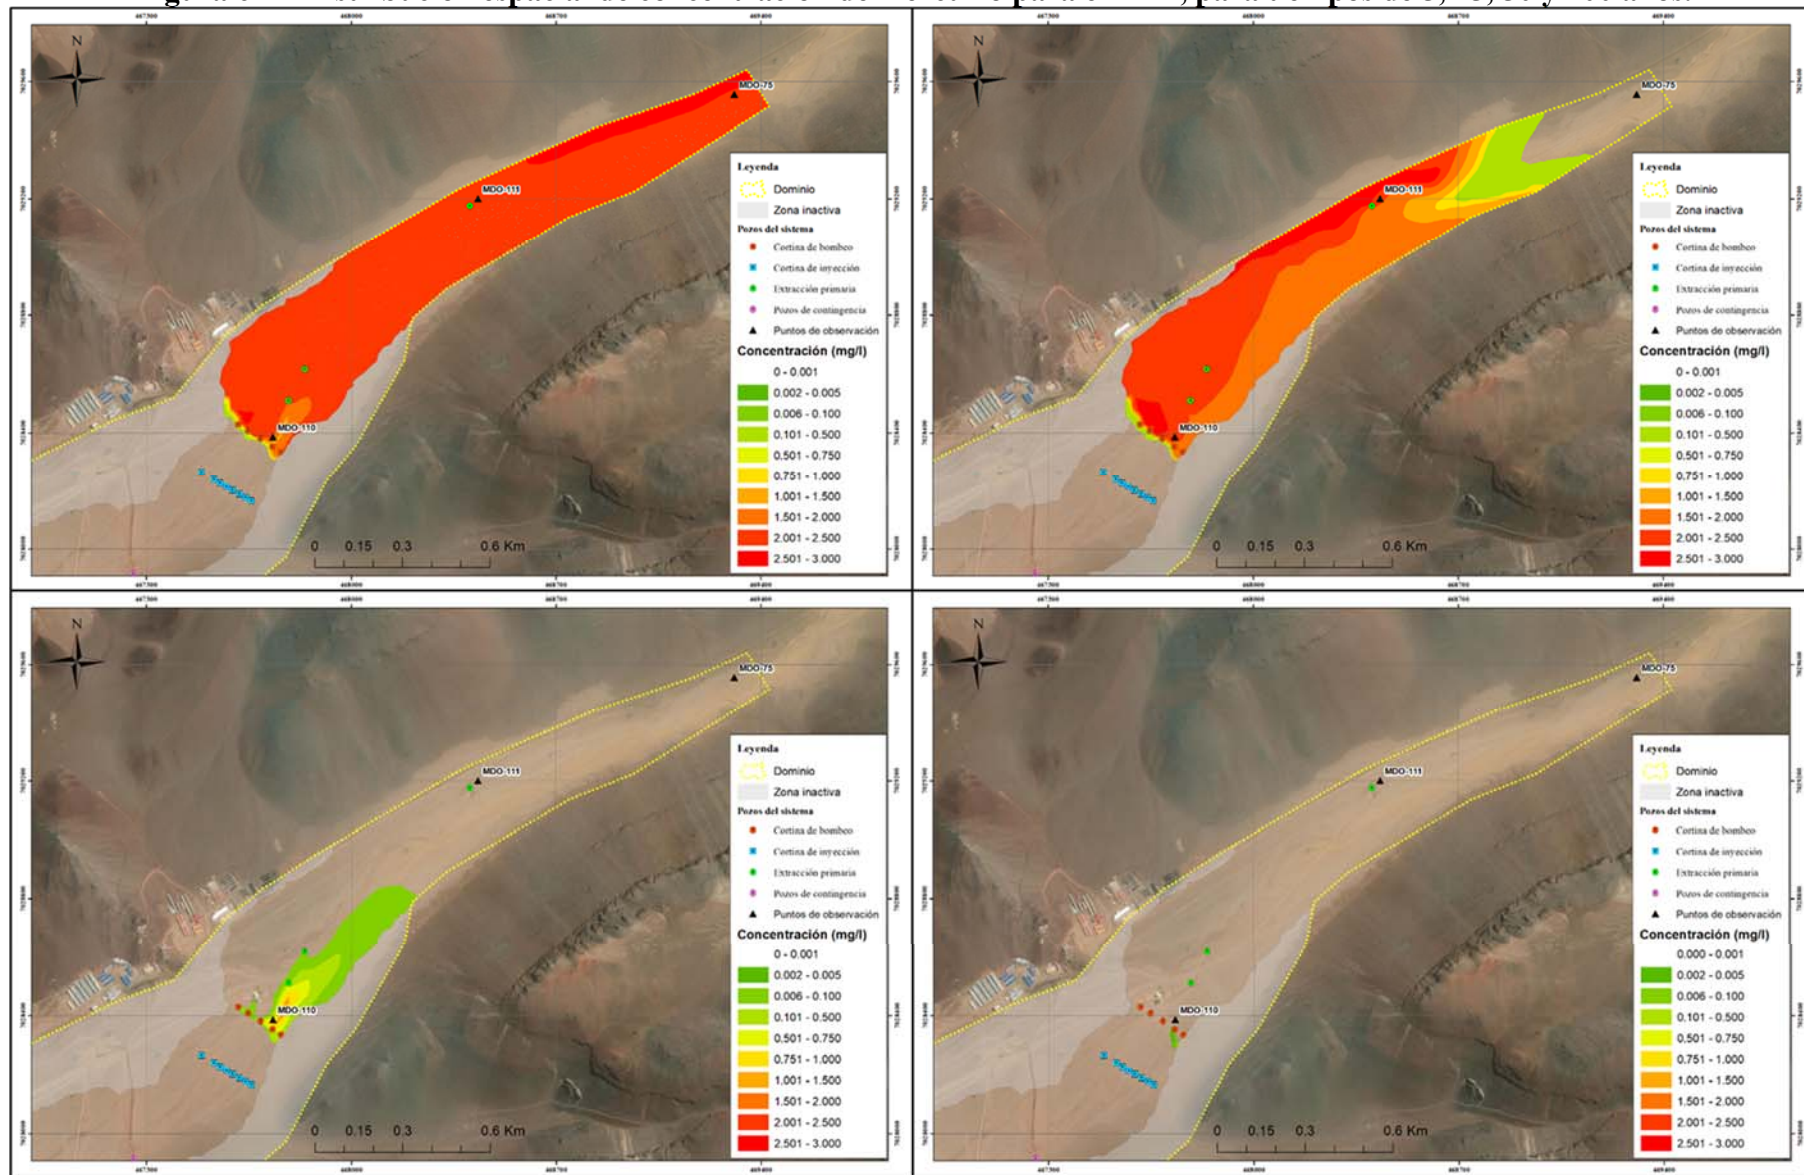 N
MDO-75
MDO-111
MDO-110
Leyenda
Dominio
Zona inactiva
Pozos del sistema
Cortina de bombeo
Cortina de inyección
Extracción primaria
Pozos de contingencia
Puntos de observación
Concentración (mg/l)
0 - 0.001
0.002 - 0.005
0.006 - 0.100
0.101 - 0.500
0.501 - 0.750
0.751 - 1.000
1.001 - 1.500
1.501 - 2.000
2.001 - 2.500
2.501 - 3.000
0 0.15 0.3 0.6 Km
N
MDO-75
MDO-111
MDO-110
Leyenda
Dominio
Zona inactiva
Pozos del sistema
Cortina de bombeo
Cortina de inyección
Extracción primaria
Pozos de contingencia
Puntos de observación
Concentración (mg/l)
0 - 0.001
0.002 - 0.005
0.006 - 0.100
0.101 - 0.500
0.501 - 0.750
0.751 - 1.000
1.001 - 1.500
1.501 - 2.000
2.001 - 2.500
2.501 - 3.000
0 0.15 0.3 0.6 Km
N
MDO-75
MDO-111
MDO-110
Leyenda
Dominio
Zona inactiva
Pozos del sistema
Cortina de bombeo
Cortina de inyección
Extracción primaria
Pozos de contingencia
Puntos de observación
Concentración (mg/l)
0 - 0.001
0.002 - 0.005
0.006 - 0.100
0.101 - 0.500
0.501 - 0.750
0.751 - 1.000
1.001 - 1.500
1.501 - 2.000
2.001 - 2.500
2.501 - 3.000
0 0.15 0.3 0.6 Km
N
MDO-75
MDO-111
MDO-110
Leyenda
Dominio
Zona inactiva
Pozos del sistema
Cortina de bombeo
Cortina de inyección
Extracción primaria
Pozos de contingencia
Puntos de observación
Concentración (mg/l)
0.000 - 0.001
0.002 - 0.005
0.006 - 0.100
0.101 - 0.500
0.501 - 0.750
0.751 - 1.000
1.001 - 1.500
1.501 - 2.000
2.001 - 2.500
2.501 - 3.000
0 0.15 0.3 0.6 Km